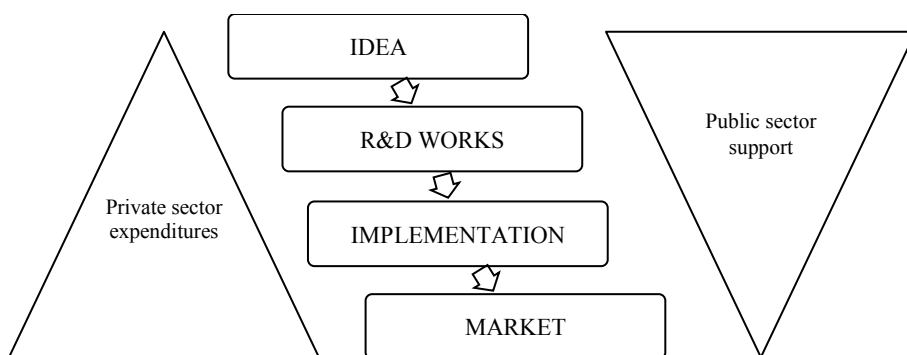 IDEA
R&D WORKS
Public sector
support
Private sector
expenditures
IMPLEMENTATION
MARKET